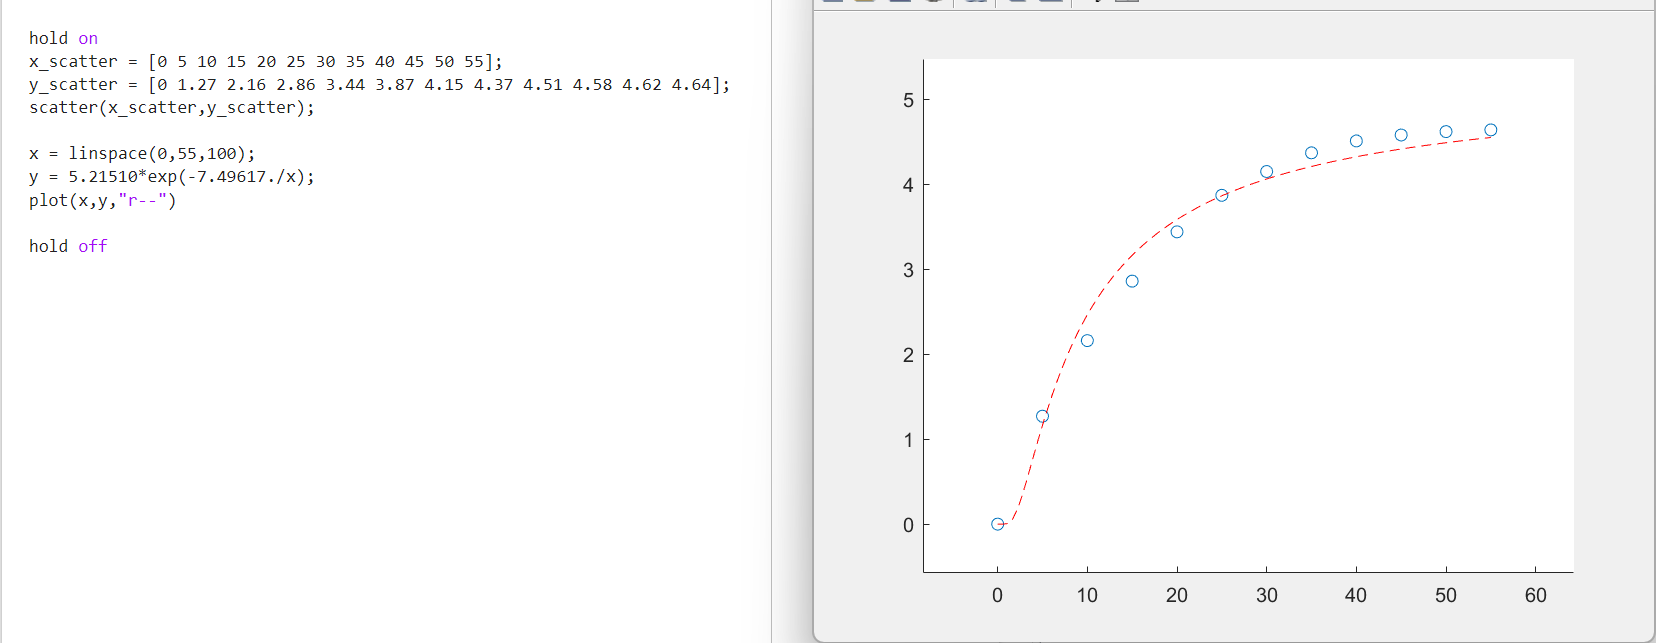 hold on
x_scatter = [0 5 10 15 20 25 30 35 40 45 50 55];
y_scatter = [0 1.27 2.16 2.86 3.44 3.87 4.15 4.37 4.51 4.58 4.62 4.64];
scatter(x_scatter,y_scatter);
x = linspace(0,55,100);
y = 5.21510*exp(-7.49617./x);
plot(x,y,"r--")
hold off
5
4
3
2
1
0
0 10 20 30 40 50 60